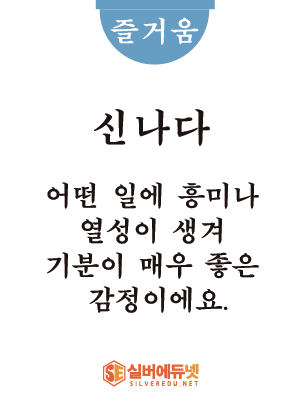 즐거움
신나다
어떤 일에 흥미나
열성이 생겨
기분이 매우 좋은
감정이에요.
SE 실버에듀넷
SILVEREDU.NET